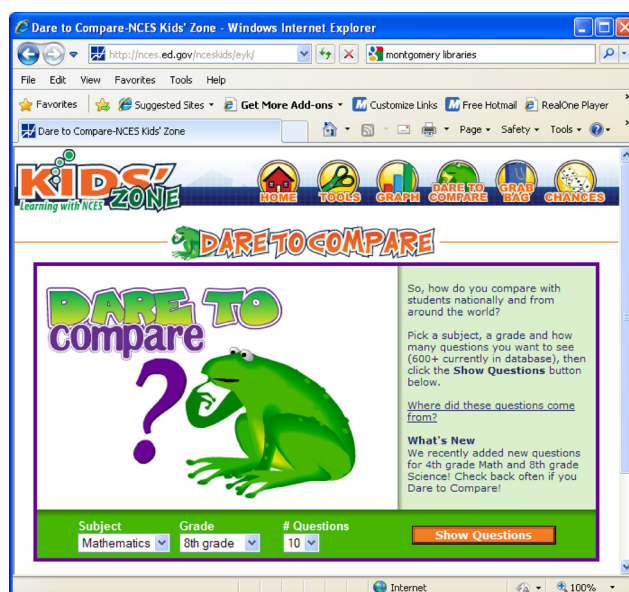 Dare to Compare-NCES Kids' Zone - Windows Internet Explorer
http://nces.ed.gov/nceskids/eyk/
montgomery libraries
File Edit View Favorites Tools Help
Favorites Suggested Sites Get More Add-ons Customize Links Free Hotmail RealOne Player
Dare to Compare-NCES Kids' Zone
Page Safety Tools
KIDS' ZONE
Learning with NCES
HOME TOOLS GRAPH DARE TO COMPARE GRAB BAG CHANCES
DARE TO COMPARE
DARE TO
compare
?
So, how do you compare with
students nationally and from
around the world?
Pick a subject, a grade and how
many questions you want to see
(600+ currently in database), then
click the Show Questions button
below.
Where did these questions come
from?
What's New
We recently added new questions
for 4th grade Math and 8th grade
Science! Check back often if you
Dare to Compare!
Subject Grade # Questions
Mathematics 8th grade 10
Show Questions
Internet 100%